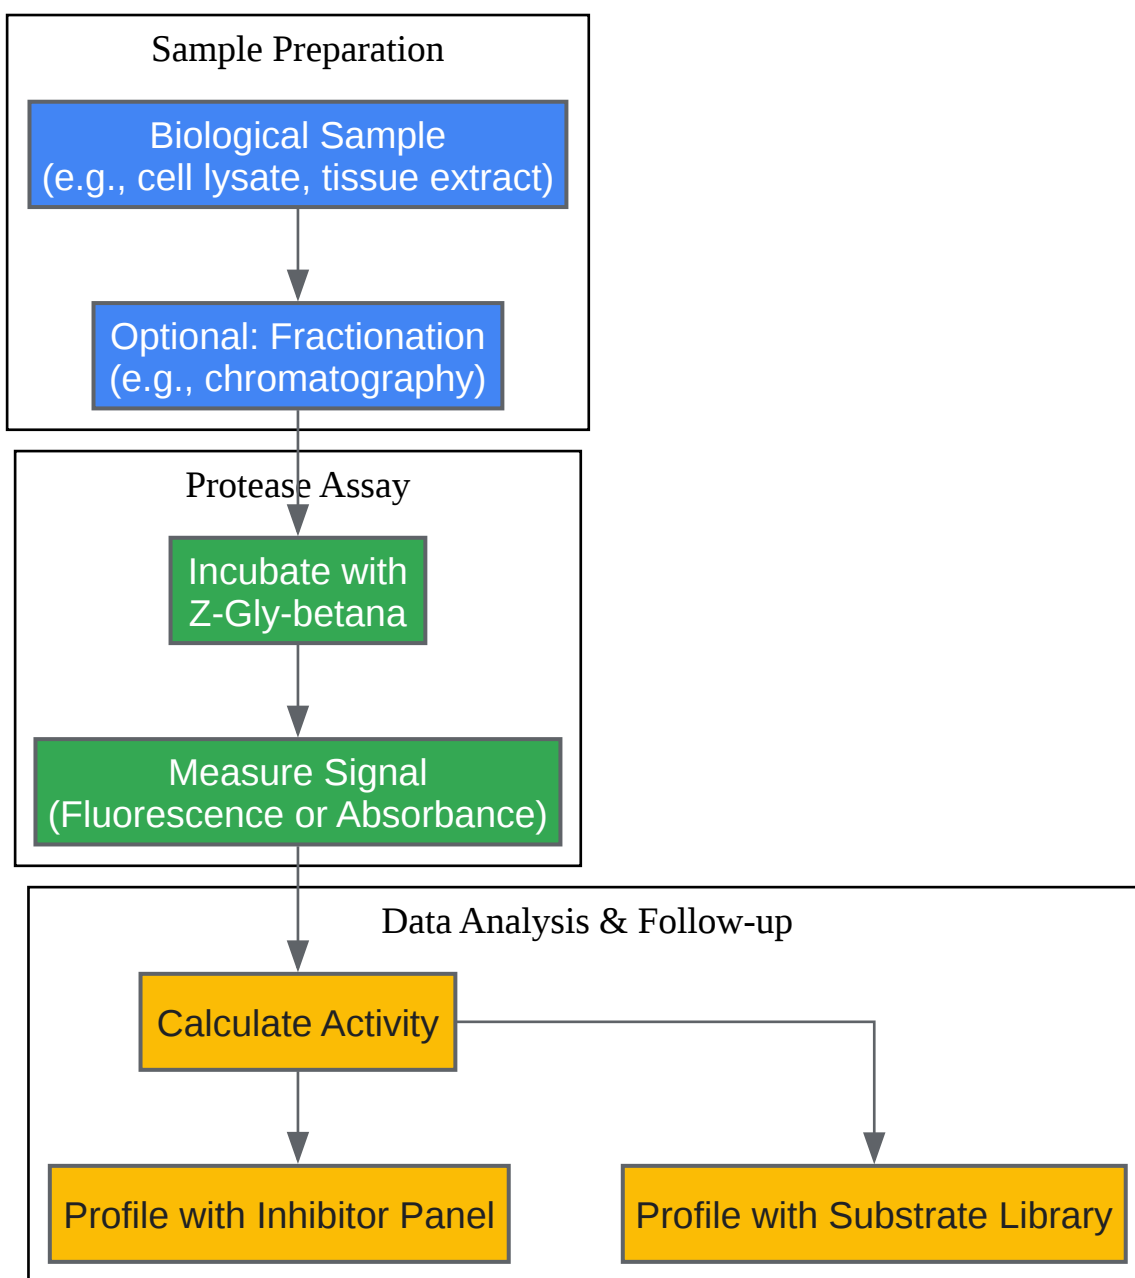 Sample Preparation
Biological Sample
(e.g., cell lysate, tissue extract)
Optional: Fractionation
(e.g., chromatography)
Protease Assay
Incubate with
Z-Gly-betana
Measure Signal
(Fluorescence or Absorbance)
Data Analysis & Follow-up
Calculate Activity
Profile with Inhibitor Panel
Profile with Substrate Library